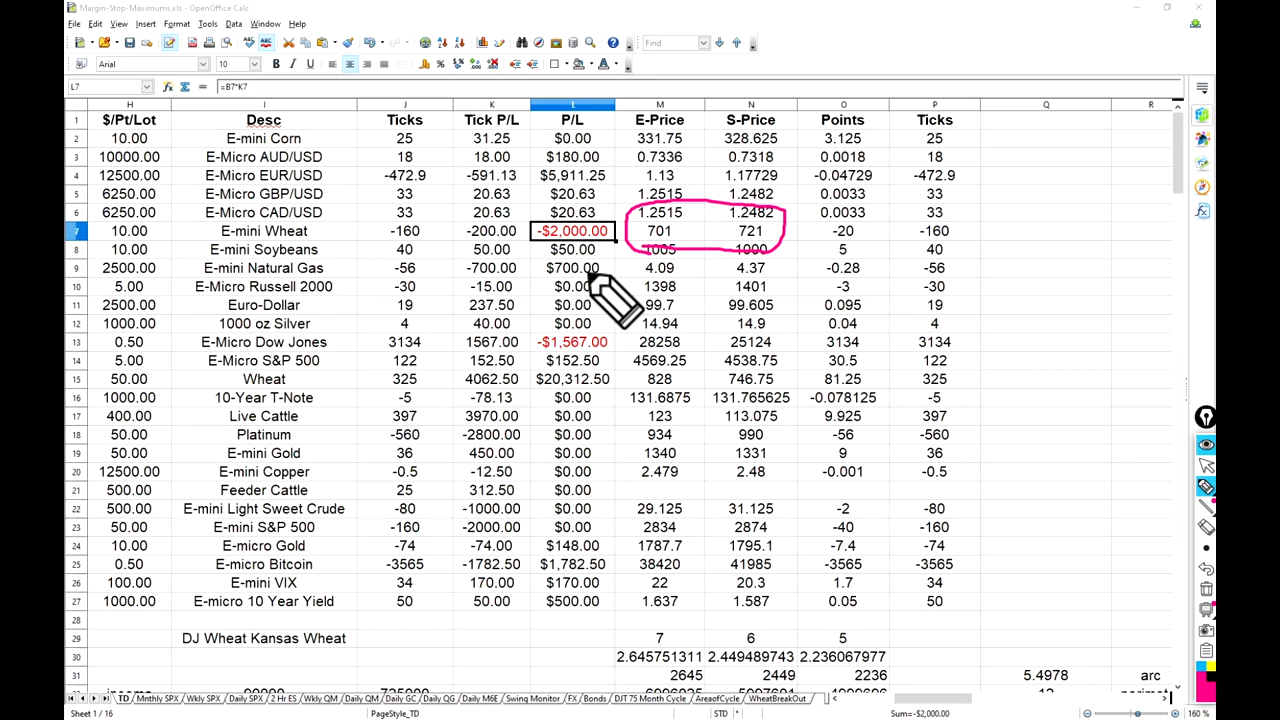 Margin-Stop-Maximums.xls - OpenOffice Calc
File Edit View Insert Format Tools Data Window Help
Find
Arial 10
L7 =B7*K7
H I J K L M N O P Q R
1 $/Pt/Lot Desc Ticks Tick P/L P/L E-Price S-Price Points Ticks
2 10.00 E-mini Corn 25 31.25 $0.00 331.75 328.625 3.125 25
3 10000.00 E-Micro AUD/USD 18 18.00 $180.00 0.7336 0.7318 0.0018 18
4 12500.00 E-Micro EUR/USD -472.9 -591.13 $5,911.25 1.13 1.17729 -0.04729 -472.9
5 6250.00 E-Micro GBP/USD 33 20.63 $20.63 1.2515 1.2482 0.0033 33
6 6250.00 E-Micro CAD/USD 33 20.63 $20.63 1.2515 1.2482 0.0033 33
7 10.00 E-mini Wheat -160 -200.00 -$2,000.00 701 721 -20 -160
8 10.00 E-mini Soybeans 40 50.00 $50.00 1005 1000 5 40
9 2500.00 E-mini Natural Gas -56 -700.00 $700.00 4.09 4.37 -0.28 -56
10 5.00 E-Micro Russell 2000 -30 -15.00 $0.00 1398 1401 -3 -30
11 2500.00 Euro-Dollar 19 237.50 $0.00 99.7 99.605 0.095 19
12 1000.00 1000 oz Silver 4 40.00 $0.00 14.94 14.9 0.04 4
13 0.50 E-Micro Dow Jones 3134 1567.00 -$1,567.00 28258 25124 3134 3134
14 5.00 E-Micro S&P 500 122 152.50 $152.50 4569.25 4538.75 30.5 122
15 50.00 Wheat 325 4062.50 $20,312.50 828 746.75 81.25 325
16 1000.00 10-Year T-Note -5 -78.13 $0.00 131.6875 131.765625 -0.078125 -5
17 400.00 Live Cattle 397 3970.00 $0.00 123 113.075 9.925 397
18 50.00 Platinum -560 -2800.00 $0.00 934 990 -56 -560
19 50.00 E-mini Gold 36 450.00 $0.00 1340 1331 9 36
20 12500.00 E-mini Copper -0.5 -12.50 $0.00 2.479 2.48 -0.001 -0.5
21 500.00 Feeder Cattle 25 312.50 $0.00
22 500.00 E-mini Light Sweet Crude -80 -1000.00 $0.00 29.125 31.125 -2 -80
23 50.00 E-mini S&P 500 -160 -2000.00 $0.00 2834 2874 -40 -160
24 10.00 E-micro Gold -74 -74.00 $148.00 1787.7 1795.1 -7.4 -74
25 0.50 E-micro Bitcoin -3565 -1782.50 $1,782.50 38420 41985 -3565 -3565
26 100.00 E-mini VIX 34 170.00 $170.00 22 20.3 1.7 34
27 1000.00 E-micro 10 Year Yield 50 50.00 $500.00 1.637 1.587 0.05 50
28
29 DJ Wheat Kansas Wheat 7 6 5
30 2.645751311 2.449489743 2.236067977
31 2645 2449 2236 5.4978 arc
TD Mnthly SPX Wkly SPX Daily SPX 2 Hr ES Wkly QM Daily QM Daily GC Daily QG Daily M6E Swing Monitor FX Bonds DJT 75 Month Cycle AreaofCycle WheatBreakOut
Sheet 1 / 16 PageStyle_TD STD * Sum=-$2,000.00 160 %